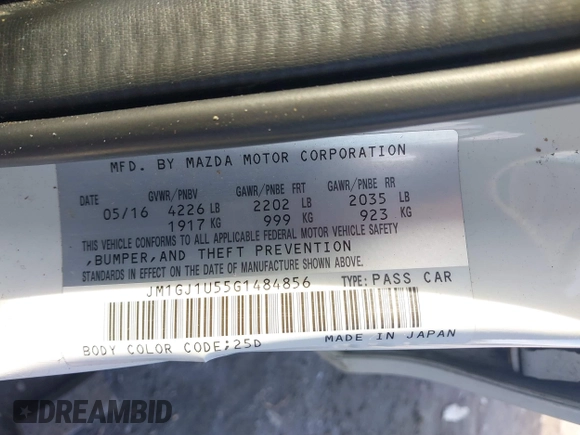 MFD. BY MAZDA MOTOR CORPORATION
DATE GVWR/PNBV GAWR/PNBE FRT GAWR/PNBE RR
05/16 4226 LB 2202 LB 2035 LB
1917 KG 999 KG 923 KG
THIS VEHICLE CONFORMS TO ALL APPLICABLE FEDERAL MOTOR VEHICLE SAFETY
,BUMPER,AND THEFT PREVENTION
STANDARDS IN EFFECT ON THE DATE OF MANUFACTURE SHOWN ABOVE.
JM1GJ1U55G1484856 TYPE:PASS CAR
BODY COLOR CODE;25D MADE IN JAPAN
DREAMBID